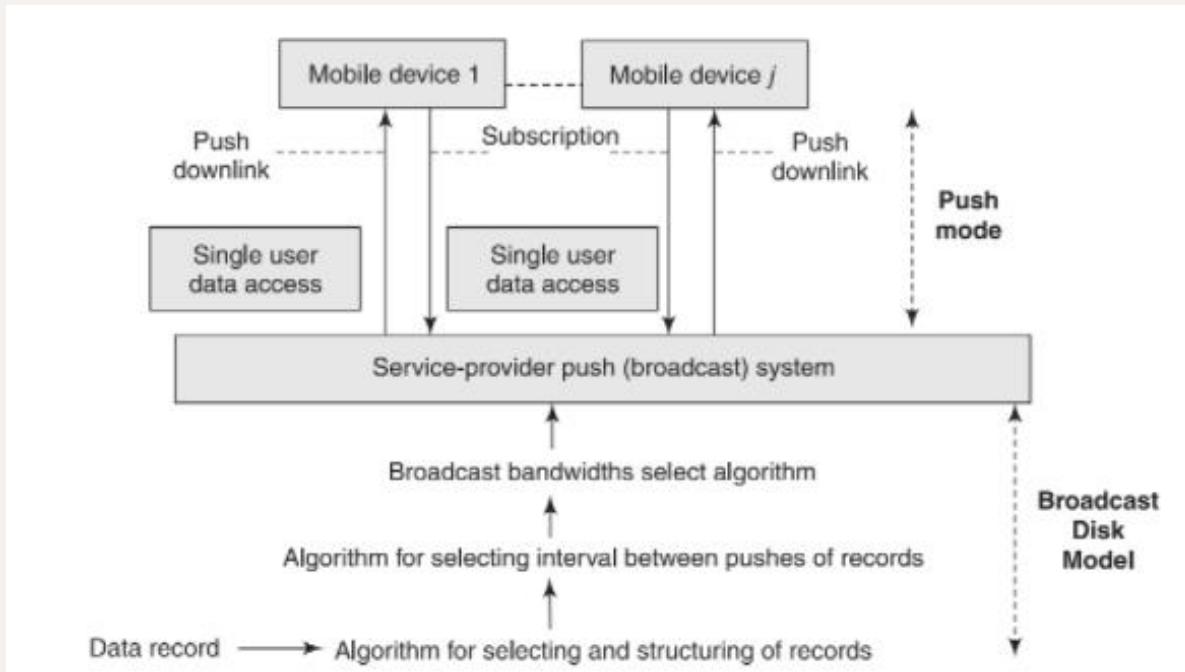 Mobile device 1
Mobile device j
Push
downlink
Subscription
Push
downlink
Push
mode
Single user
data access
Single user
data access
Service-provider push (broadcast) system
Broadcast bandwidths select algorithm
Algorithm for selecting interval between pushes of records
Broadcast
Disk
Model
Data record
Algorithm for selecting and structuring of records